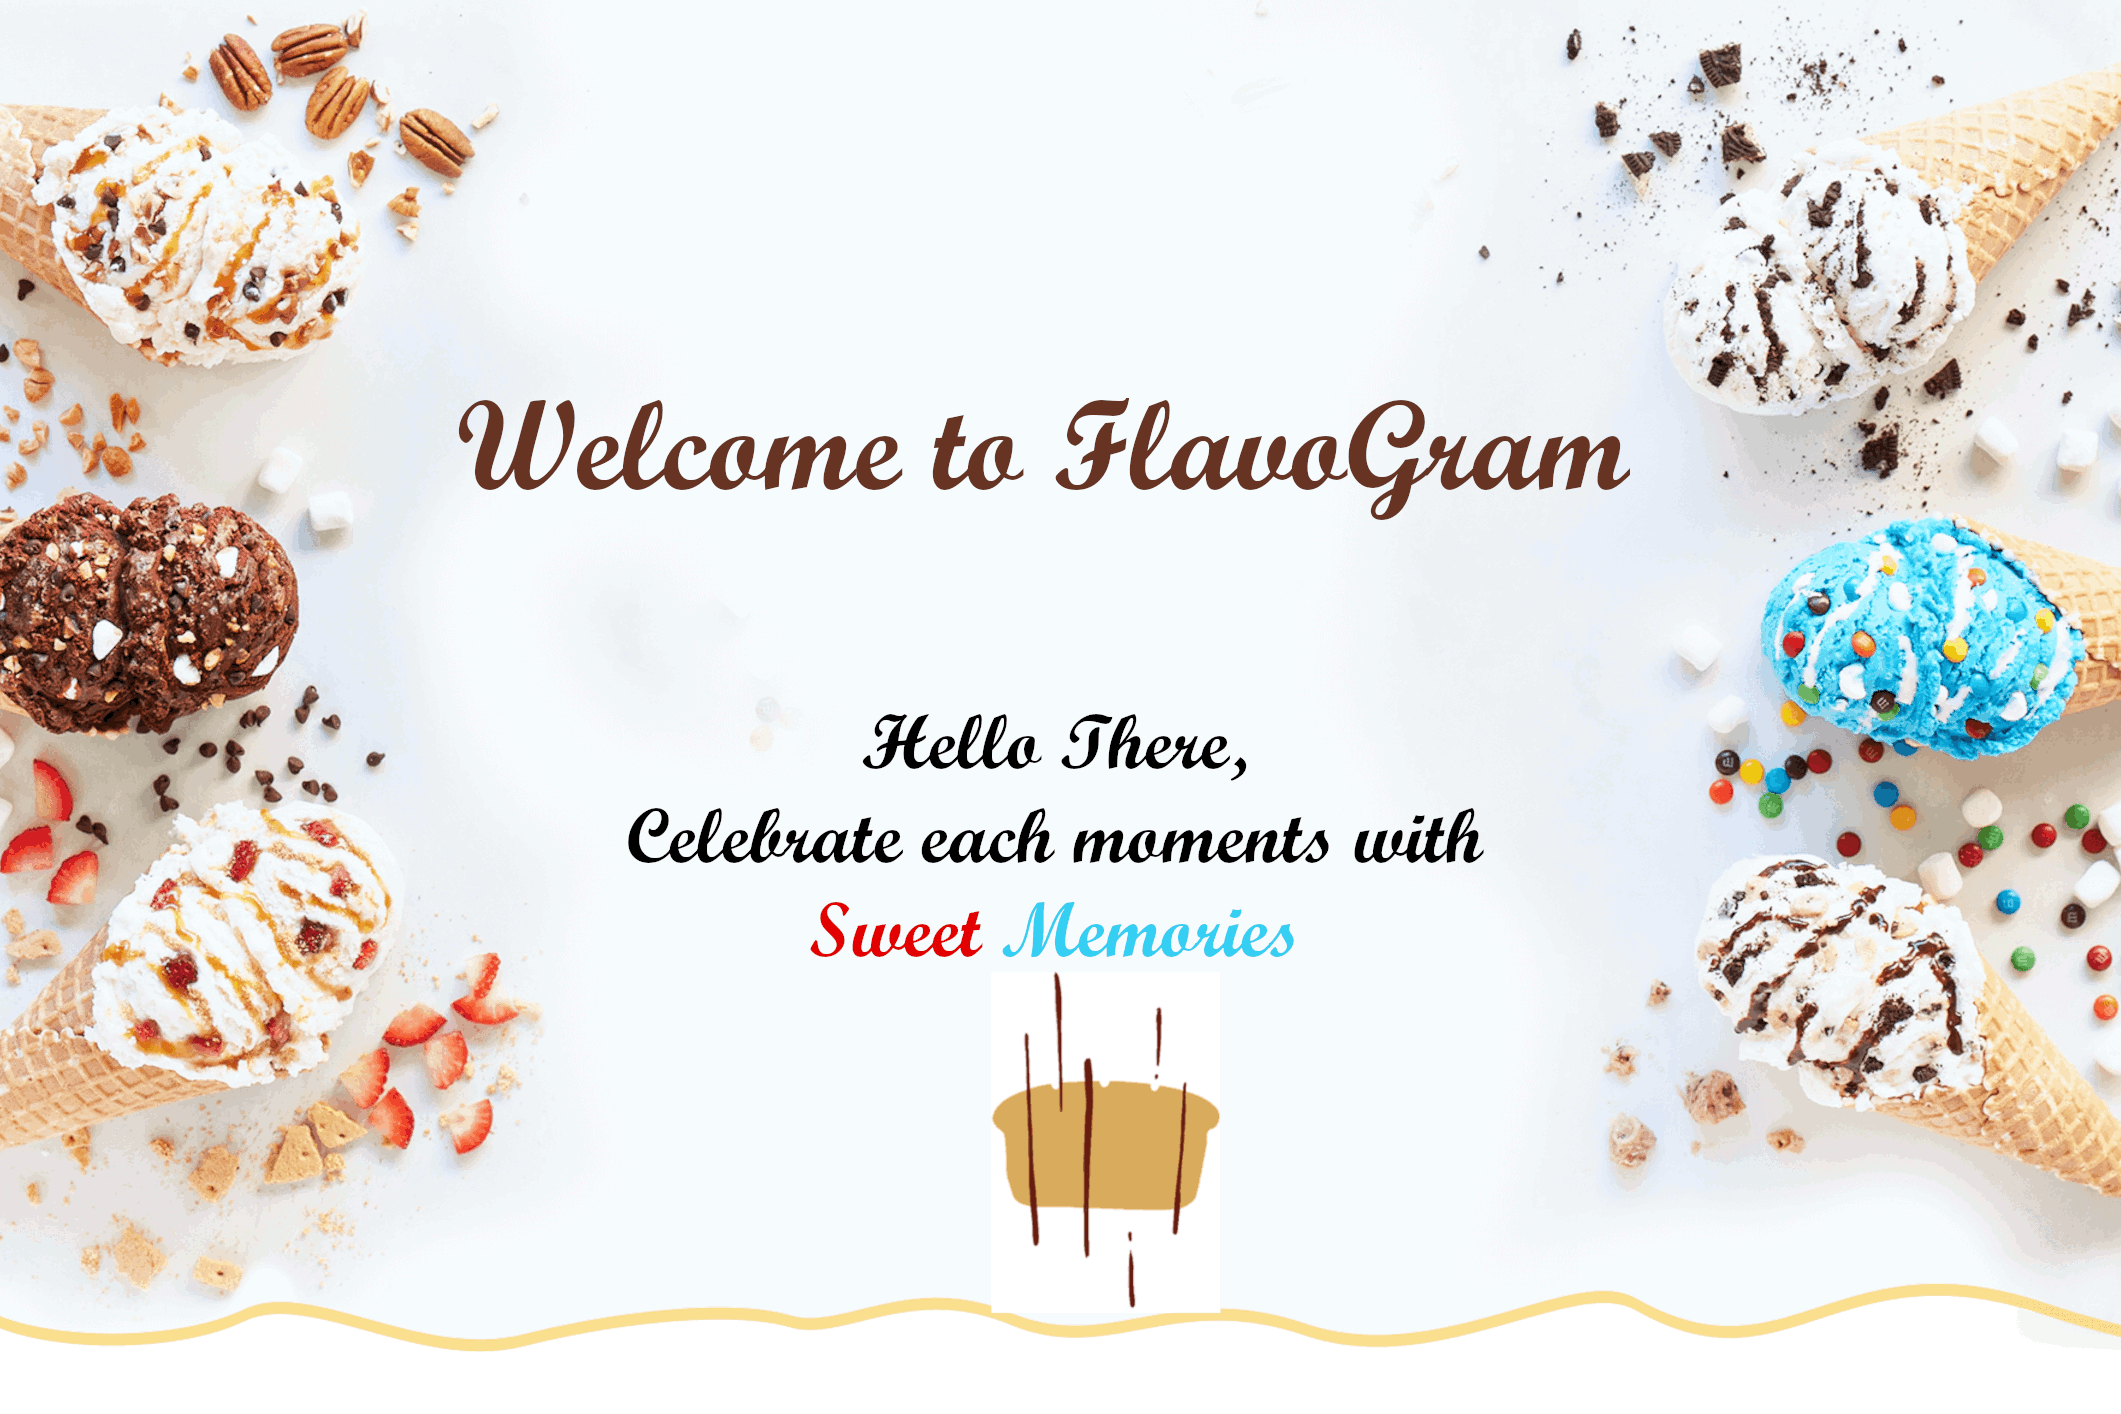 Welcome to FlavoGram
Hello There,
Celebrate each moments with
Sweet Memories